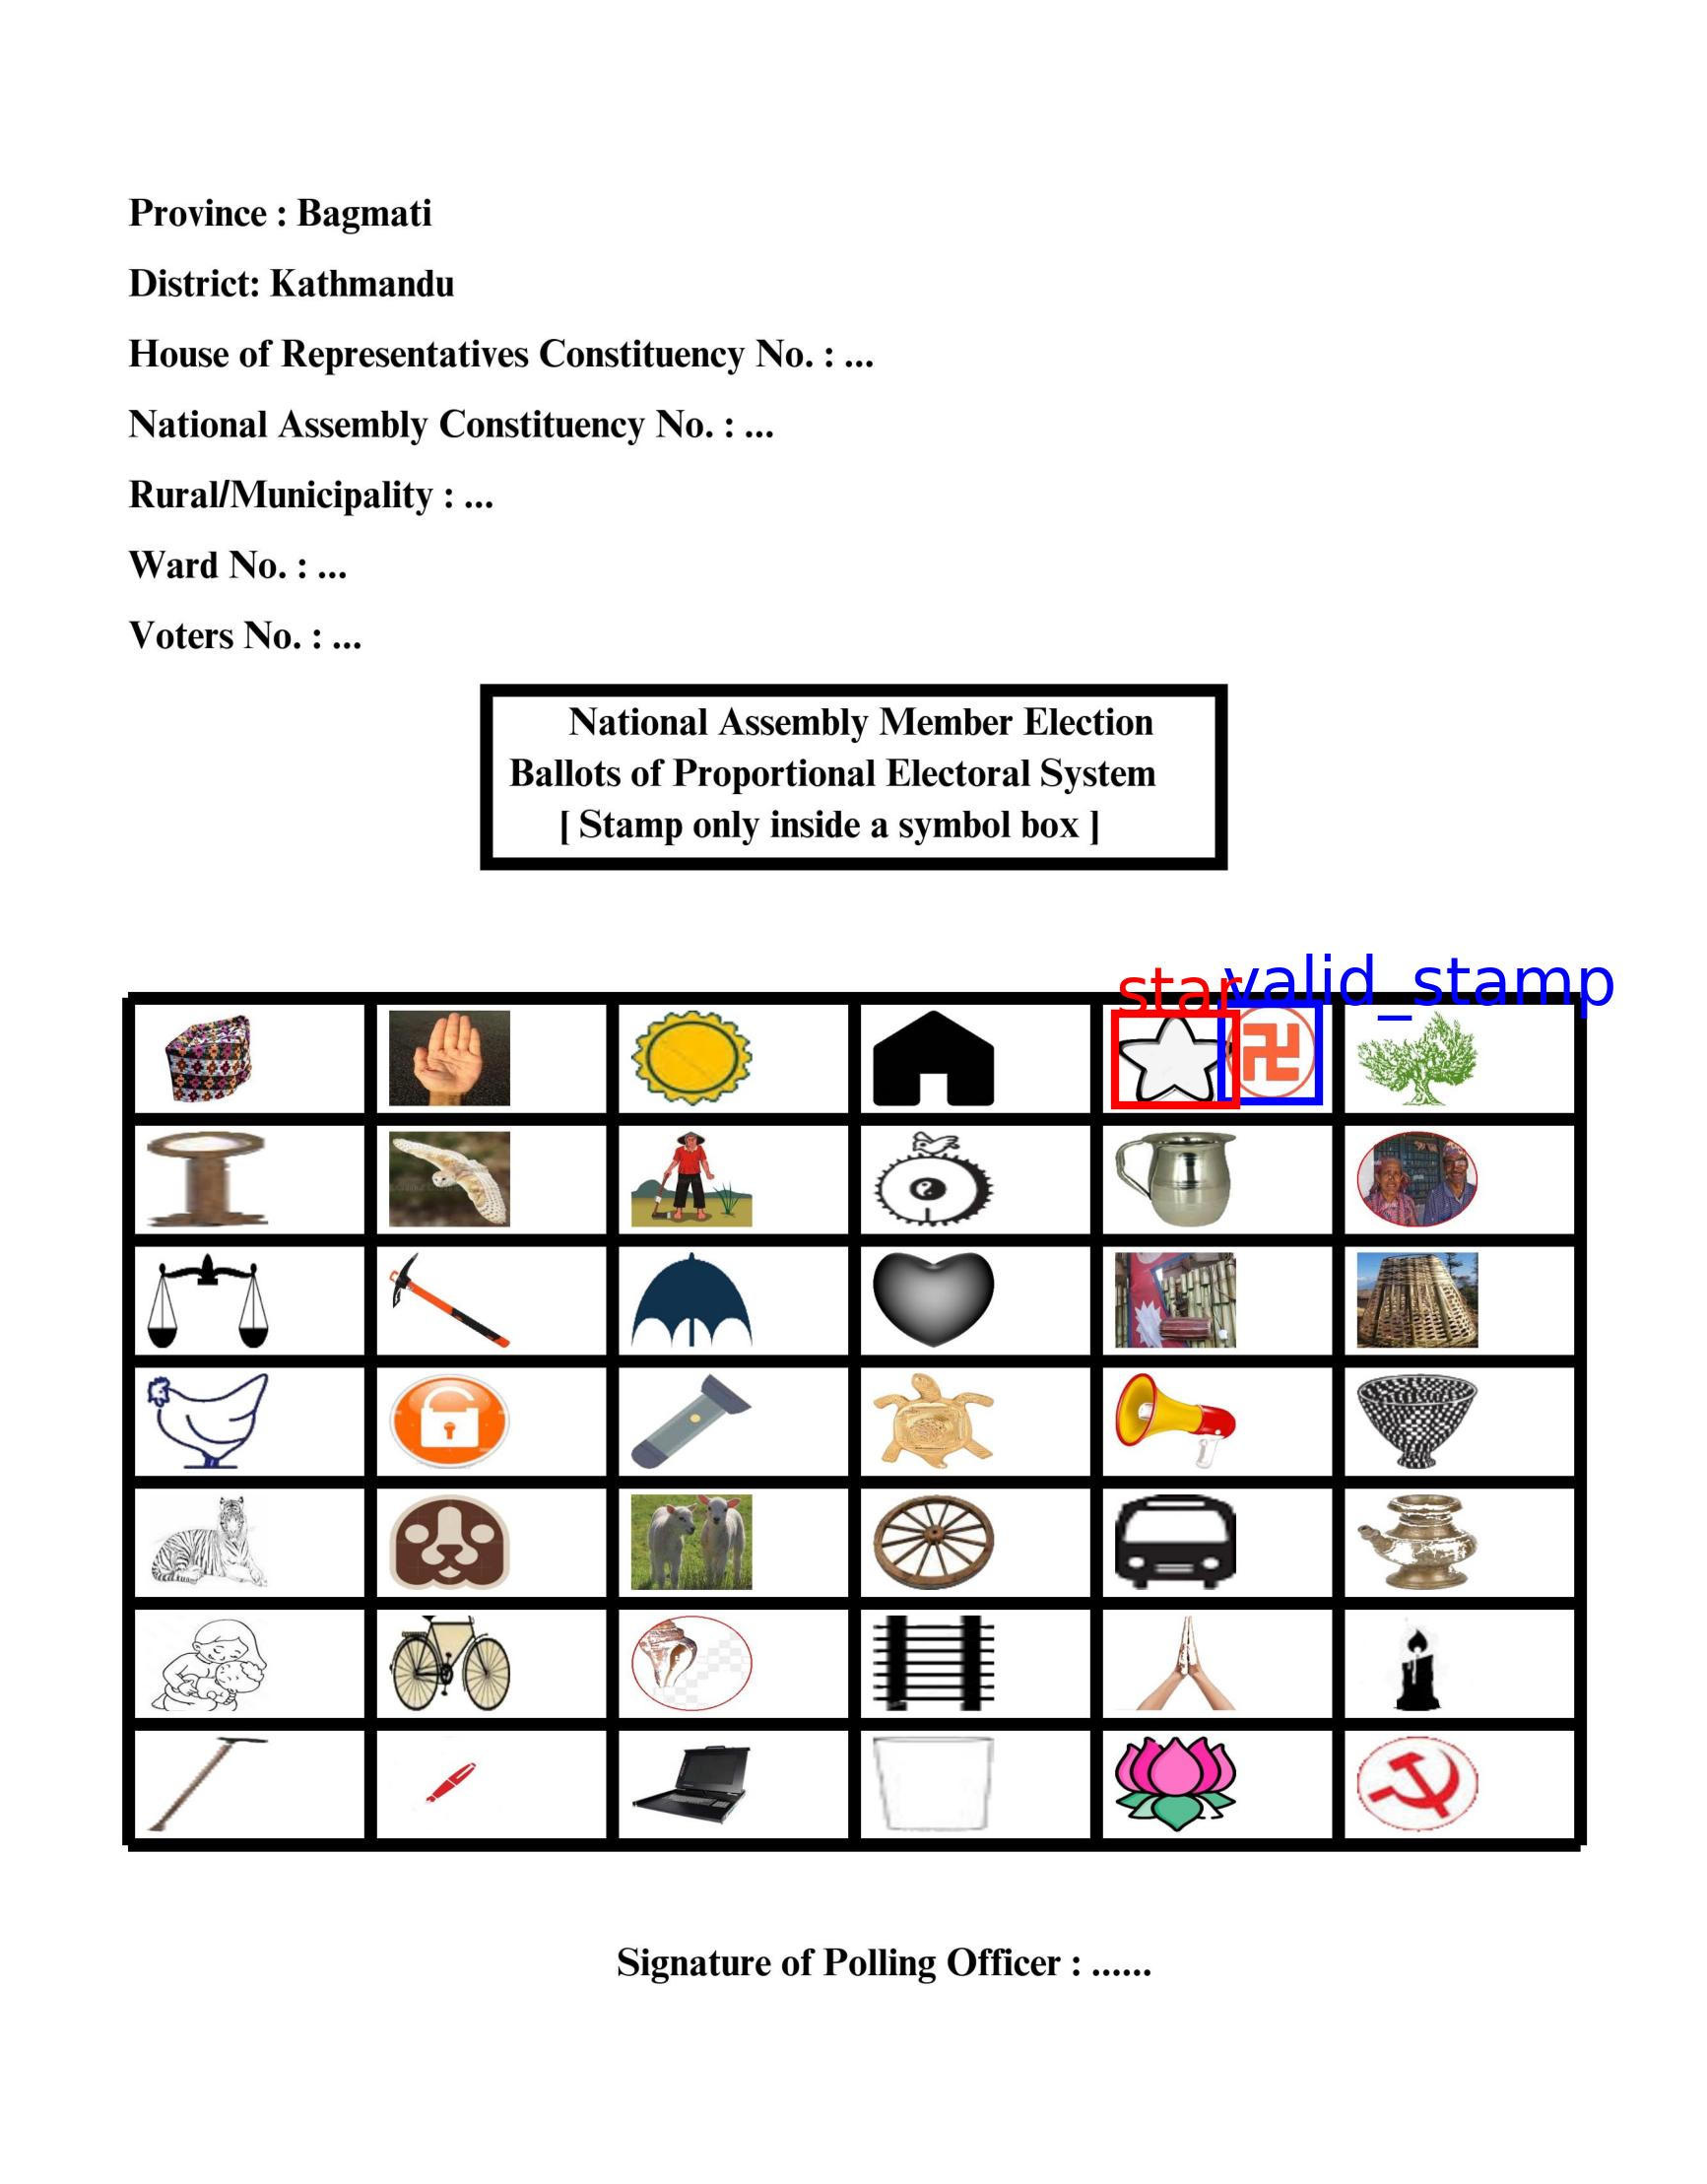 Province : Bagmati
District: Kathmandu
House of Representatives Constituency No. : ...
National Assembly Constituency No. : ...
Rural/Municipality : ...
Ward No. : ...
Voters No. : ...
National Assembly Member Election
Ballots of Proportional Electoral System
[ Stamp only inside a symbol box ]
star valid_stamp
Signature of Polling Officer : ......